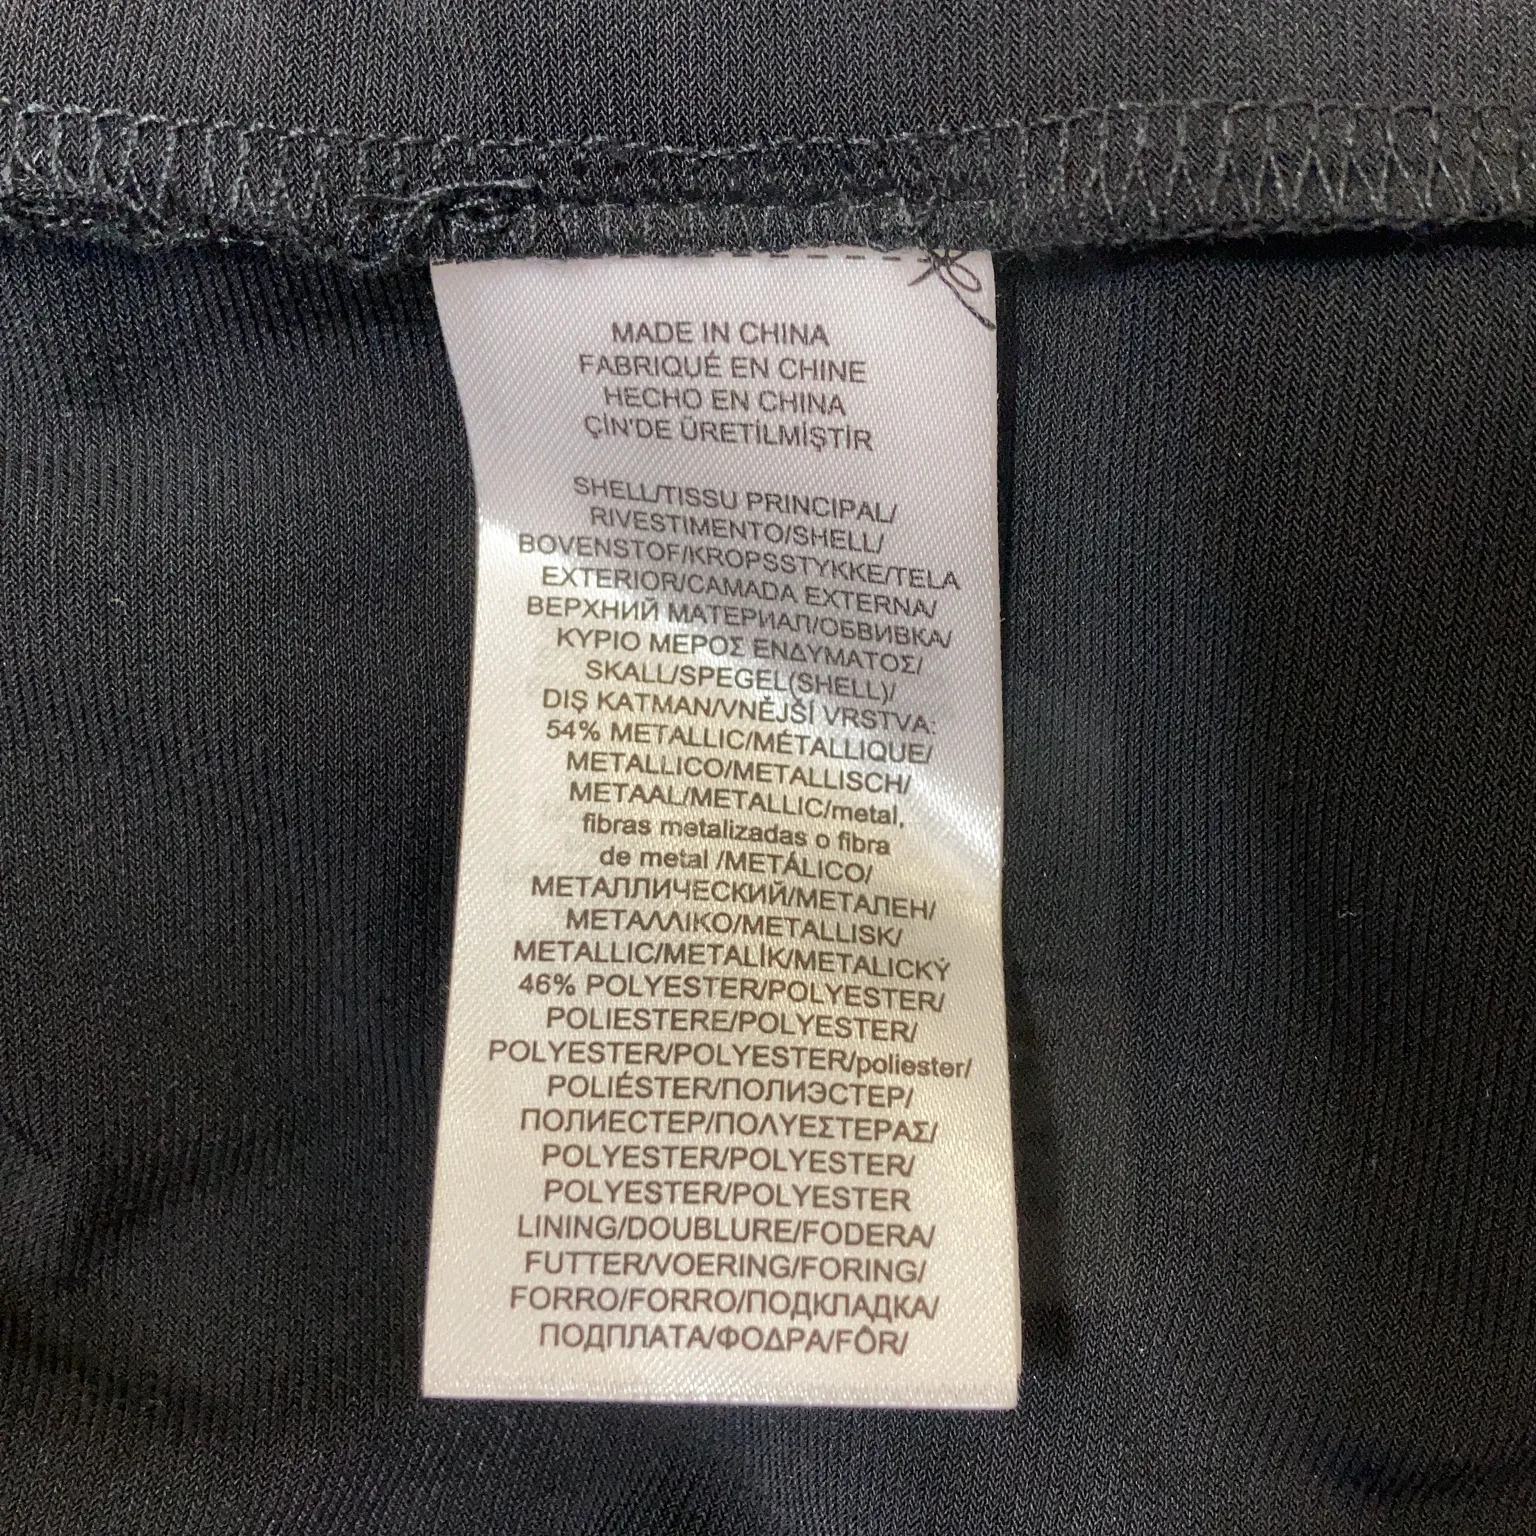 MADE IN CHINA
FABRIQUÉ EN CHINE
HECHO EN CHINA
ÇİN'DE ÜRETİLMİŞTİR
SHELL/TISSU PRINCIPAL/
RIVESTIMENTO/SHELL/
BOVENSTOF/KROPSSTYKKE/TELA
EXTERIOR/CAMADA EXTERNA/
ВЕРХНИЙ МАТЕРИАЛ/ОБВИВКА/
ΚΥΡΙΟ ΜΕΡΟΣ ΕΝΔΥΜΑΤΟΣ/
SKALL/SPEGEL(SHELL)/
DIŞ KATMAN/VNĚJŠÍ VRSTVA:
54% METALLIC/MÉTALLIQUE/
METALLICO/METALLISCH/
METAAL/METALLIC/metal,
fibras metalizadas o fibra
de metal /METÁLICO/
МЕТАЛЛИЧЕСКИЙ/МЕТАЛЕН/
ΜΕΤΑΛΛΙΚΟ/METALLISK/
METALLIC/METALİK/METALICKÝ
46% POLYESTER/POLYESTER/
POLIESTERE/POLYESTER/
POLYESTER/POLYESTER/poliester/
POLIÉSTER/ПОЛИЭСТЕР/
ПОЛИЕСТЕР/ΠΟΛΥΕΣΤΕΡΑΣ/
POLYESTER/POLYESTER/
POLYESTER/POLYESTER
LINING/DOUBLURE/FODERA/
FUTTER/VOERING/FORING/
FORRO/FORRO/ПОДКЛАДКА/
ПОДПЛАТА/ΦΟΔΡΑ/FÔR/